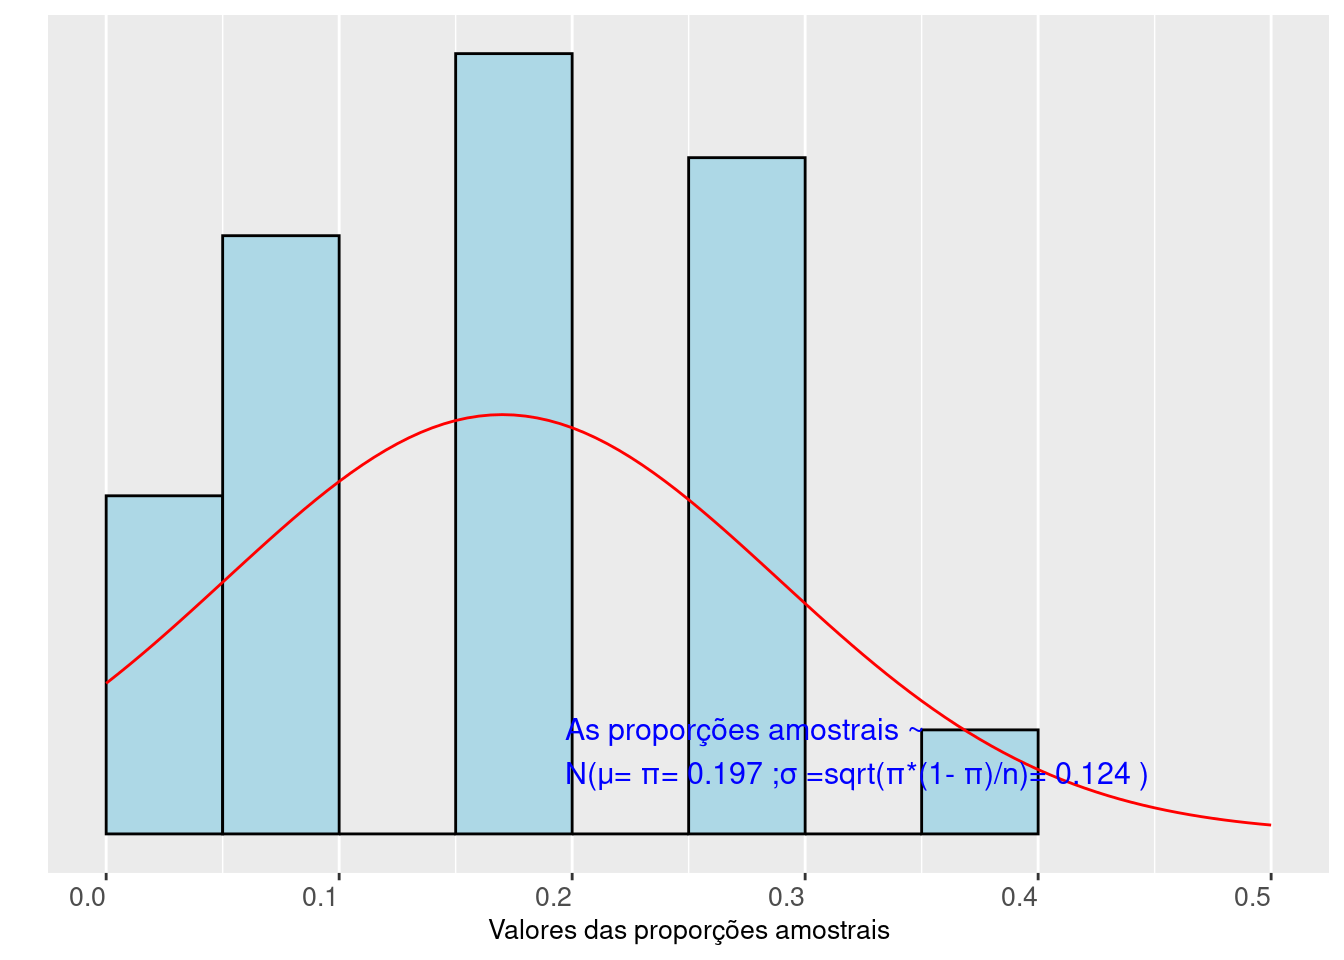 As proporções amostrais ~
N(μ= π= 0.197 ;σ =sqrt(π*(1- π)/n)= 0.124 )
0.0 0.1 0.2 0.3 0.4 0.5
Valores das proporções amostrais